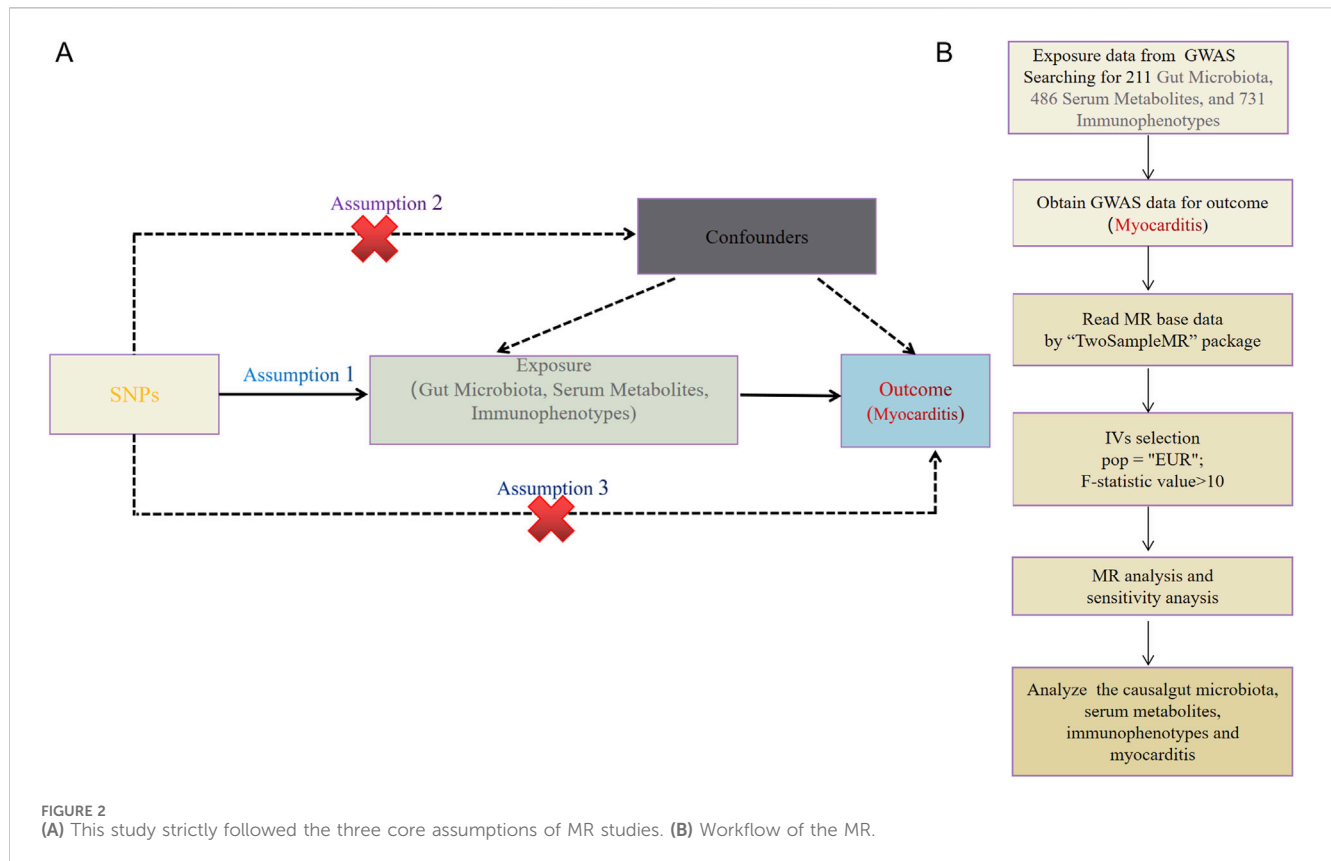 A
Assumption 2
Confounders
SNPs
Assumption 1
Exposure
(Gut Microbiota, Serum Metabolites,
Immunophenotypes)
Outcome
(Myocarditis)
Assumption 3
B
Exposure data from GWAS
Searching for 211 Gut Microbiota,
486 Serum Metabolites, and 731
Immunophenotypes
Obtain GWAS data for outcome
(Myocarditis)
Read MR base data
by “TwoSampleMR” package
IVs selection
pop = "EUR";
F-statistic value>10
MR analysis and
sensitivity anaysis
Analyze the causalgut microbiota,
serum metabolites,
immunophenotypes and
myocarditis
FIGURE 2
(A) This study strictly followed the three core assumptions of MR studies. (B) Workflow of the MR.